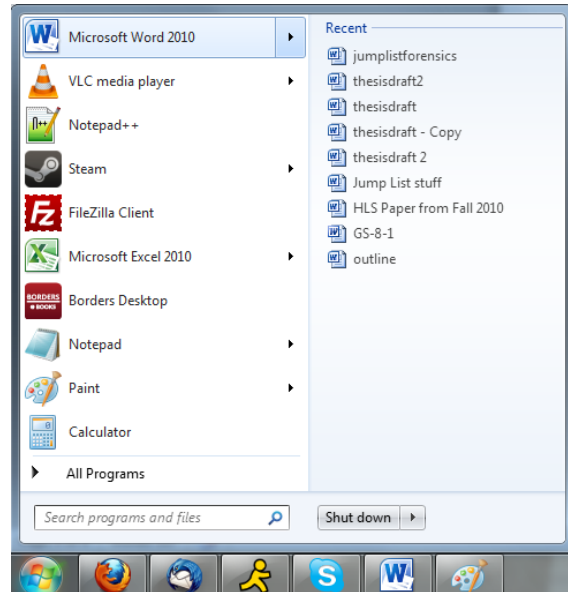 Microsoft Word 2010
VLC media player
Notepad++
Steam
FileZilla Client
Microsoft Excel 2010
BORDERS
BOOKS
Borders Desktop
Notepad
Paint
Calculator
All Programs
Search programs and files
Recent
jumplistforensics
thesisdraft2
thesisdraft
thesisdraft - Copy
thesisdraft 2
Jump List stuff
HLS Paper from Fall 2010
GS-8-1
outline
Shut down